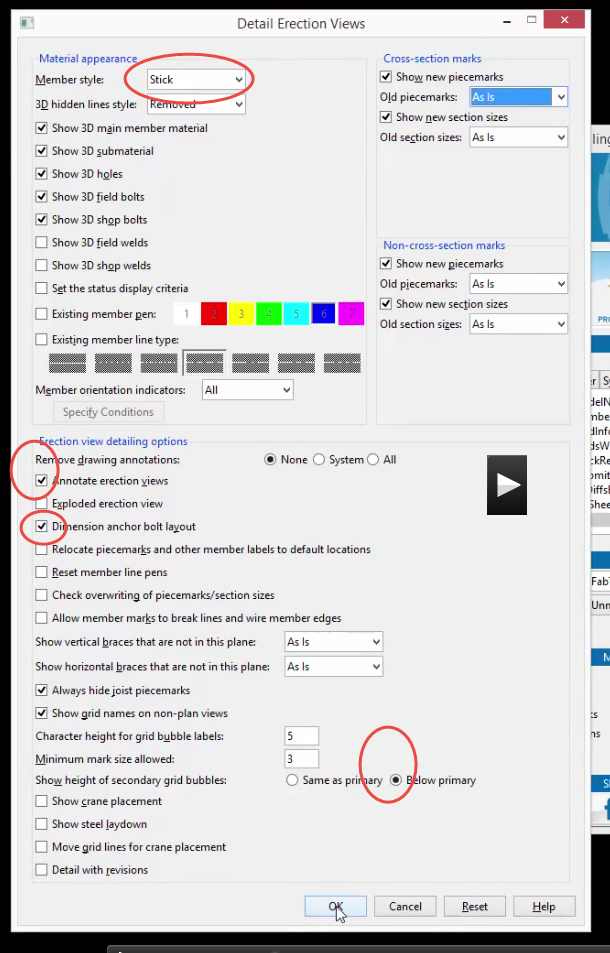 Detail Erection Views
Material appearance
Member style: Stick
3D hidden lines style: Removed
Show 3D main member material
Show 3D submaterial
Show 3D holes
Show 3D field bolts
Show 3D shop bolts
Show 3D field welds
Show 3D shop welds
Set the status display criteria
Existing member pen: 1 2 3 4 5 6 7
Existing member line type:
Member orientation indicators: All
Specify Conditions
Cross-section marks
Show new piecemarks
Old piecemarks: As Is
Show new section sizes
Old section sizes: As Is
Non-cross-section marks
Show new piecemarks
Old piecemarks: As Is
Show new section sizes
Old section sizes: As Is
Erection view detailing options
Remove drawing annotations: None System All
Annotate erection views
Exploded erection view
Dimension anchor bolt layout
Relocate piecemarks and other member labels to default locations
Reset member line pens
Check overwriting of piecemarks/section sizes
Allow member marks to break lines and wire member edges
Show vertical braces that are not in this plane: As Is
Show horizontal braces that are not in this plane: As Is
Always hide joist piecemarks
Show grid names on non-plan views
Character height for grid bubble labels: 5
Minimum mark size allowed: 3
Show height of secondary grid bubbles: Same as primary Below primary
Show crane placement
Show steel laydown
Move grid lines for crane placement
Detail with revisions
OK Cancel Reset Help